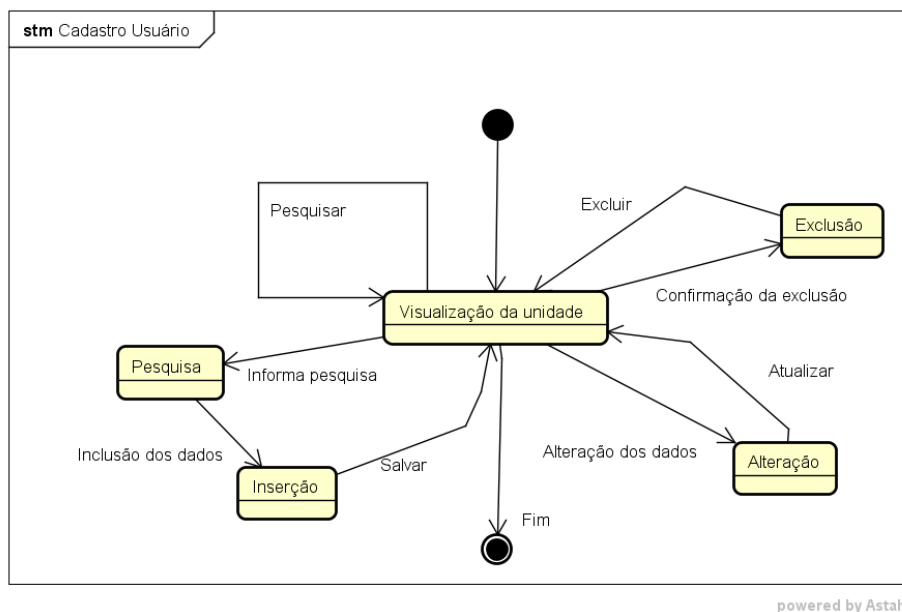 stm Cadastro Usuário
Pesquisar
Excluir
Exclusão
Confirmação da exclusão
Visualização da unidade
Pesquisa
Informa pesquisa
Atualizar
Inclusão dos dados
Salvar
Alteração dos dados
Inserção
Alteração
Fim
powered by Astah